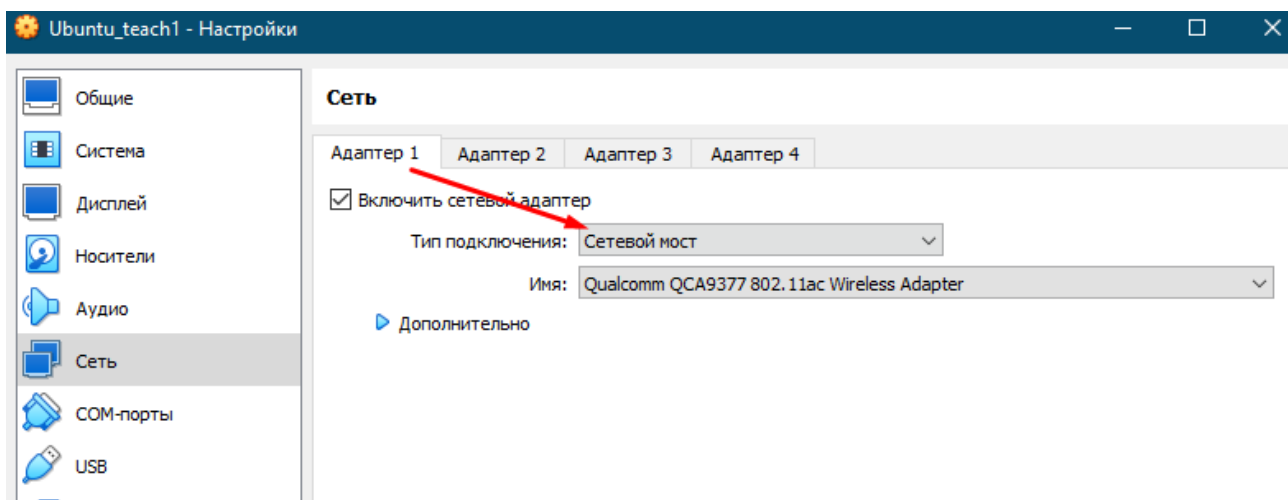 Ubuntu_teach1 - Настройки
Общие
Система
Дисплей
Носители
Аудио
Сеть
COM-порты
USB
Сеть
Адаптер 1 Адаптер 2 Адаптер 3 Адаптер 4
Включить сетевой адаптер
Тип подключения: Сетевой мост
Имя: Qualcomm QCA9377 802.11ac Wireless Adapter
Дополнительно